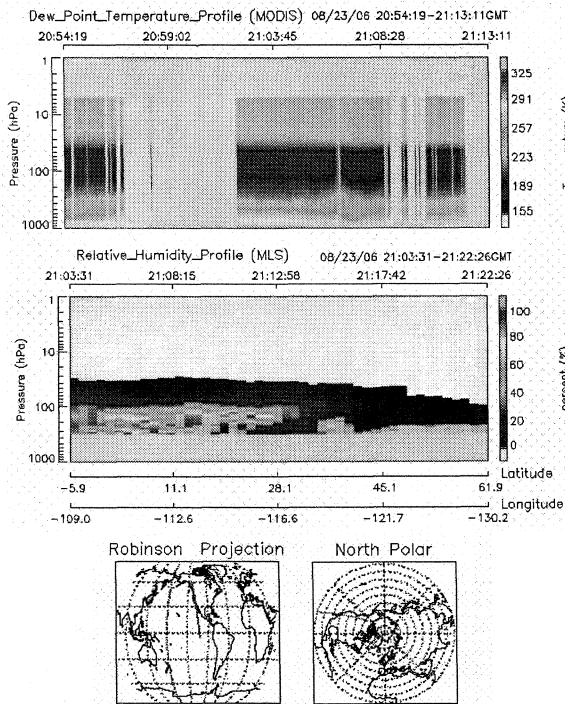 Dew_Point_Temperature_Profile (MODIS) 08/23/06 20:54:19-21:13:11GMT
20:54:19 20:59:02 21:03:45 21:08:28 21:13:11
Pressure (hPa)
1
10
100
1000
325
291
257
223
189
155
Relative_Humidity_Profile (MLS) 08/23/06 21:03:31-21:22:26GMT
21:03:31 21:08:15 21:12:58 21:17:42 21:22:26
Pressure (hPa)
1
10
100
1000
100
80
60
40
20
0
percent (%)
Latitude
-5.9 11.1 28.1 45.1 61.9
Longitude
-109.0 -112.6 -116.6 -121.7 -130.2
Robinson Projection North Polar